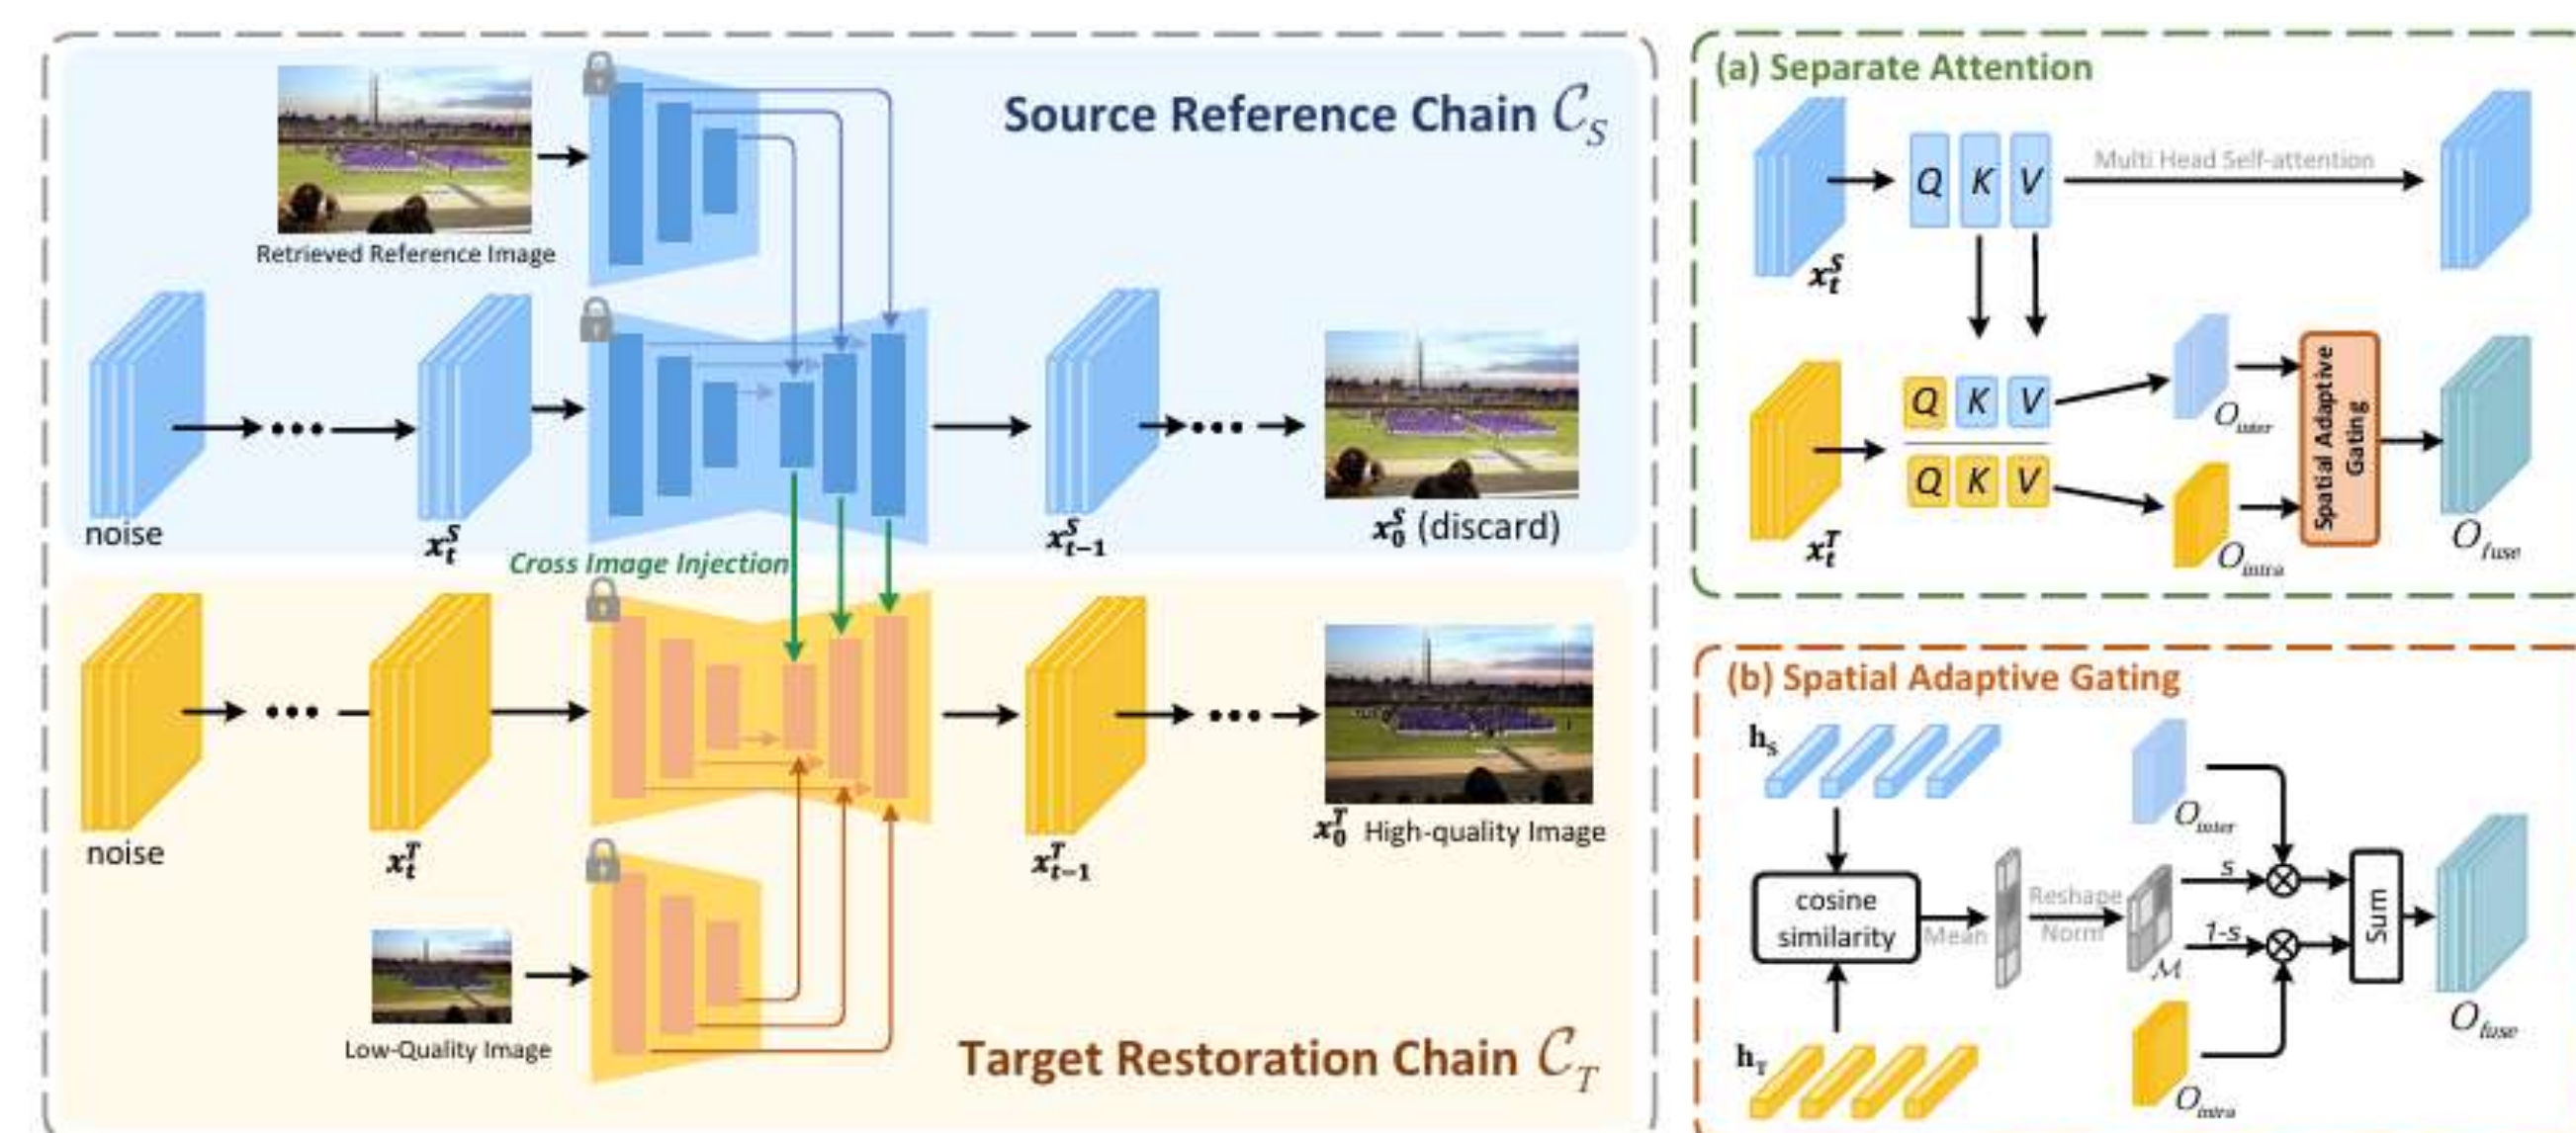 Source Reference Chain C_S
Retrieved Reference Image
noise
x_t^S
x_{t-1}^S
x_0^S (discard)
Cross Image Injection
noise
x_t^T
x_{t-1}^T
x_0^T High-quality Image
Low-Quality Image
Target Restoration Chain C_T
(a) Separate Attention
Q K V
Multi Head Self-attention
x_t^S
Q K V
O_inter
Q K V
O_intra
x_t^T
Spatial Adaptive
Gating
O_fuse
(b) Spatial Adaptive Gating
h_S
O_inter
cosine
similarity
Mean
Reshape
Norm
M
s
1-s
Sum
O_fuse
h_T
O_intra